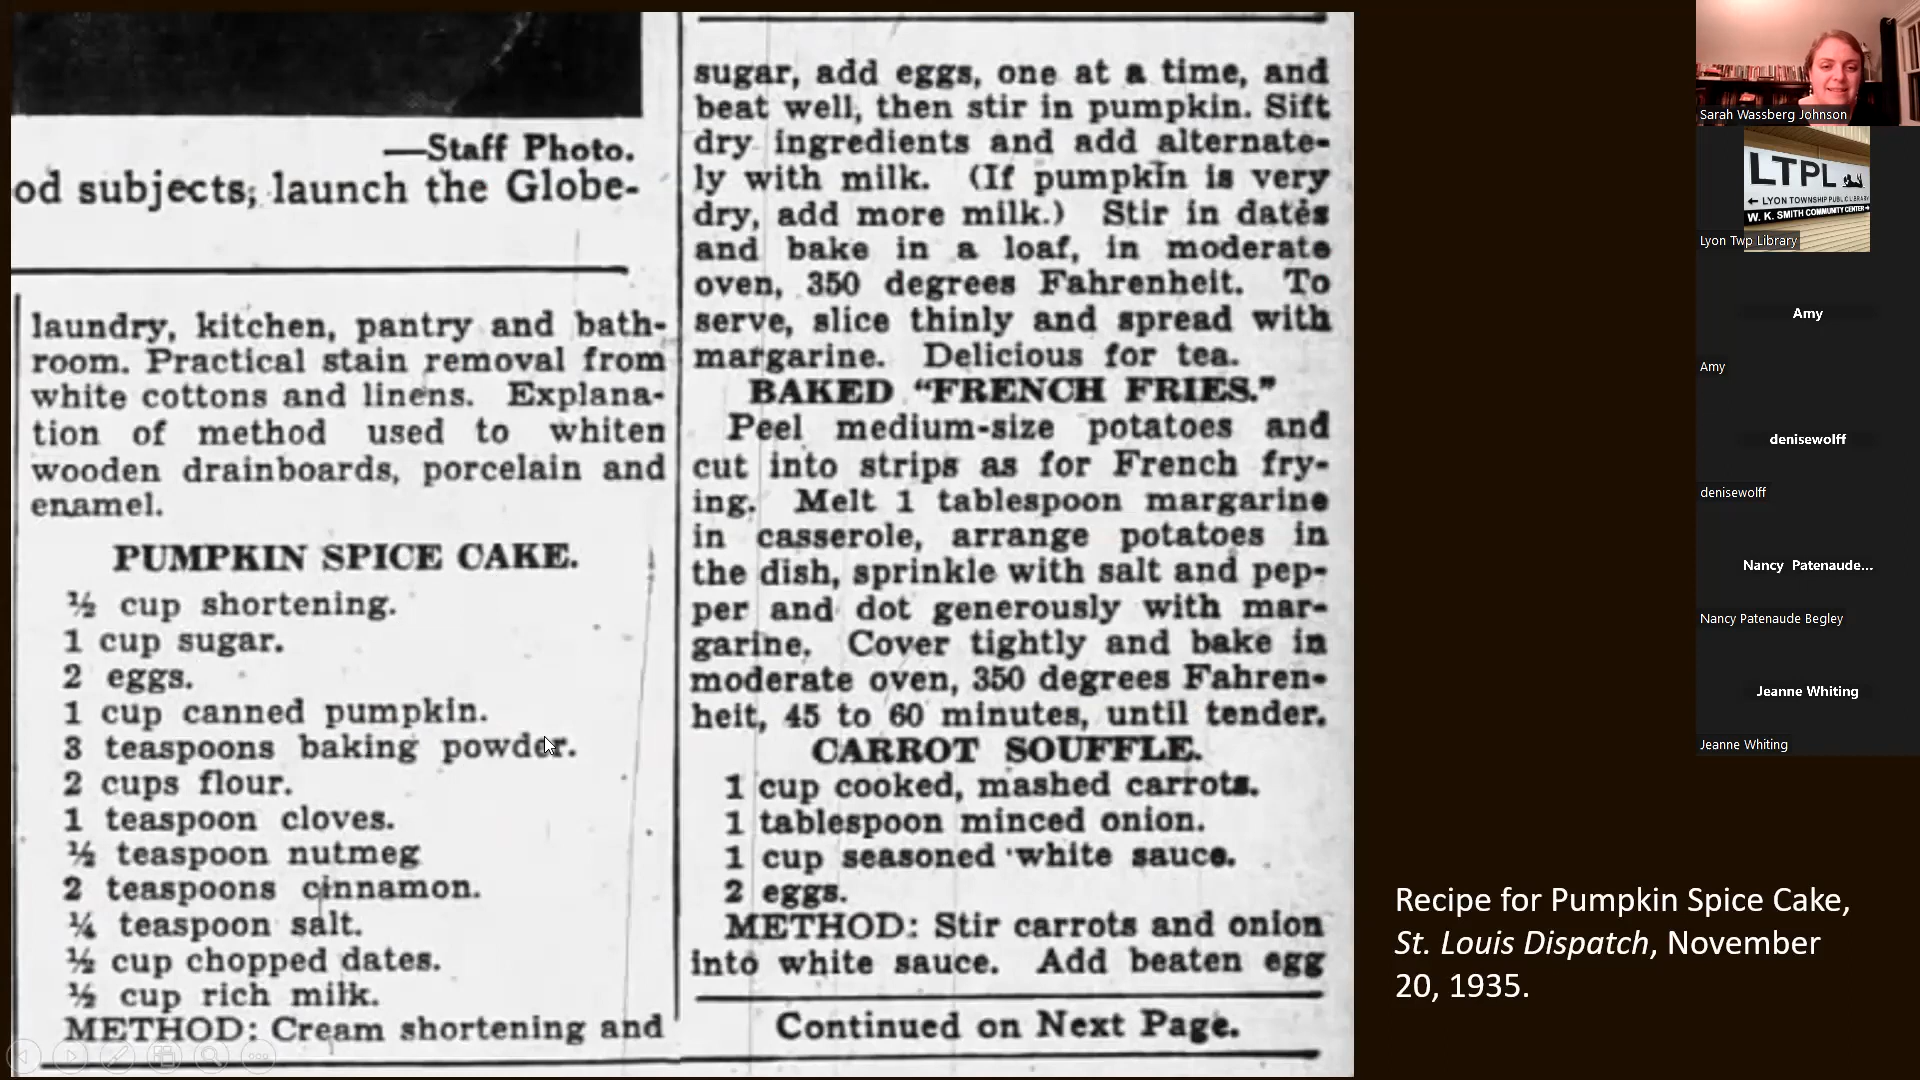 —Staff Photo.
od subjects, launch the Globe-
laundry, kitchen, pantry and bath-
room. Practical stain removal from
white cottons and linens. Explana-
tion of method used to whiten
wooden drainboards, porcelain and
enamel.
PUMPKIN SPICE CAKE.
½ cup shortening.
1 cup sugar.
2 eggs.
1 cup canned pumpkin.
3 teaspoons baking powder.
2 cups flour.
1 teaspoon cloves.
½ teaspoon nutmeg
2 teaspoons cinnamon.
¼ teaspoon salt.
½ cup chopped dates.
½ cup rich milk.
METHOD: Cream shortening and
sugar, add eggs, one at a time, and
beat well, then stir in pumpkin. Sift
dry ingredients and add alternate-
ly with milk. (If pumpkin is very
dry, add more milk.) Stir in dates
and bake in a loaf, in moderate
oven, 350 degrees Fahrenheit. To
serve, slice thinly and spread with
margarine. Delicious for tea.
BAKED “FRENCH FRIES.”
Peel medium-size potatoes and
cut into strips as for French fry-
ing. Melt 1 tablespoon margarine
in casserole, arrange potatoes in
the dish, sprinkle with salt and pep-
per and dot generously with mar-
garine. Cover tightly and bake in
moderate oven, 350 degrees Fahren-
heit, 45 to 60 minutes, until tender.
CARROT SOUFFLE.
1 cup cooked, mashed carrots.
1 tablespoon minced onion.
1 cup seasoned white sauce.
2 eggs.
METHOD: Stir carrots and onion
into white sauce. Add beaten egg
Continued on Next Page.
Recipe for Pumpkin Spice Cake,
St. Louis Dispatch, November
20, 1935.
Sarah Wassberg Johnson
LTPL
← LYON TOWNSHIP PUBLIC LIBRARY
W. K. SMITH COMMUNITY CENTER →
Lyon Twp Library
Amy
Amy
denisewolff
denisewolff
Nancy Patenaude...
Nancy Patenaude Begley
Jeanne Whiting
Jeanne Whiting